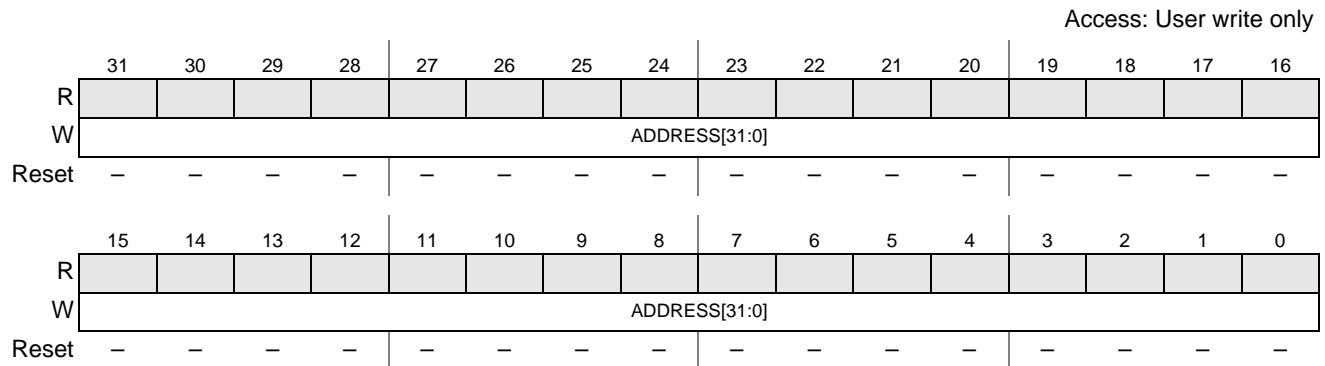 Access: User write only
31 30 29 28 27 26 25 24 23 22 21 20 19 18 17 16
R
W ADDRESS[31:0]
Reset – – – – – – – – – – – – – – – –
15 14 13 12 11 10 9 8 7 6 5 4 3 2 1 0
R
W ADDRESS[31:0]
Reset – – – – – – – – – – – – – – – –